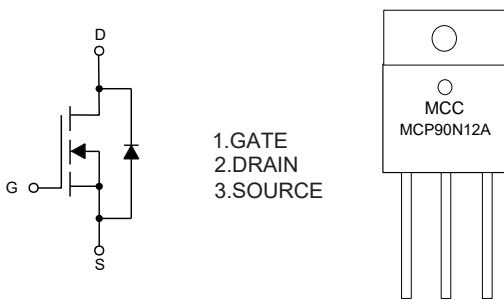 D
G
S
1.GATE
2.DRAIN
3.SOURCE
MCC
MCP90N12A